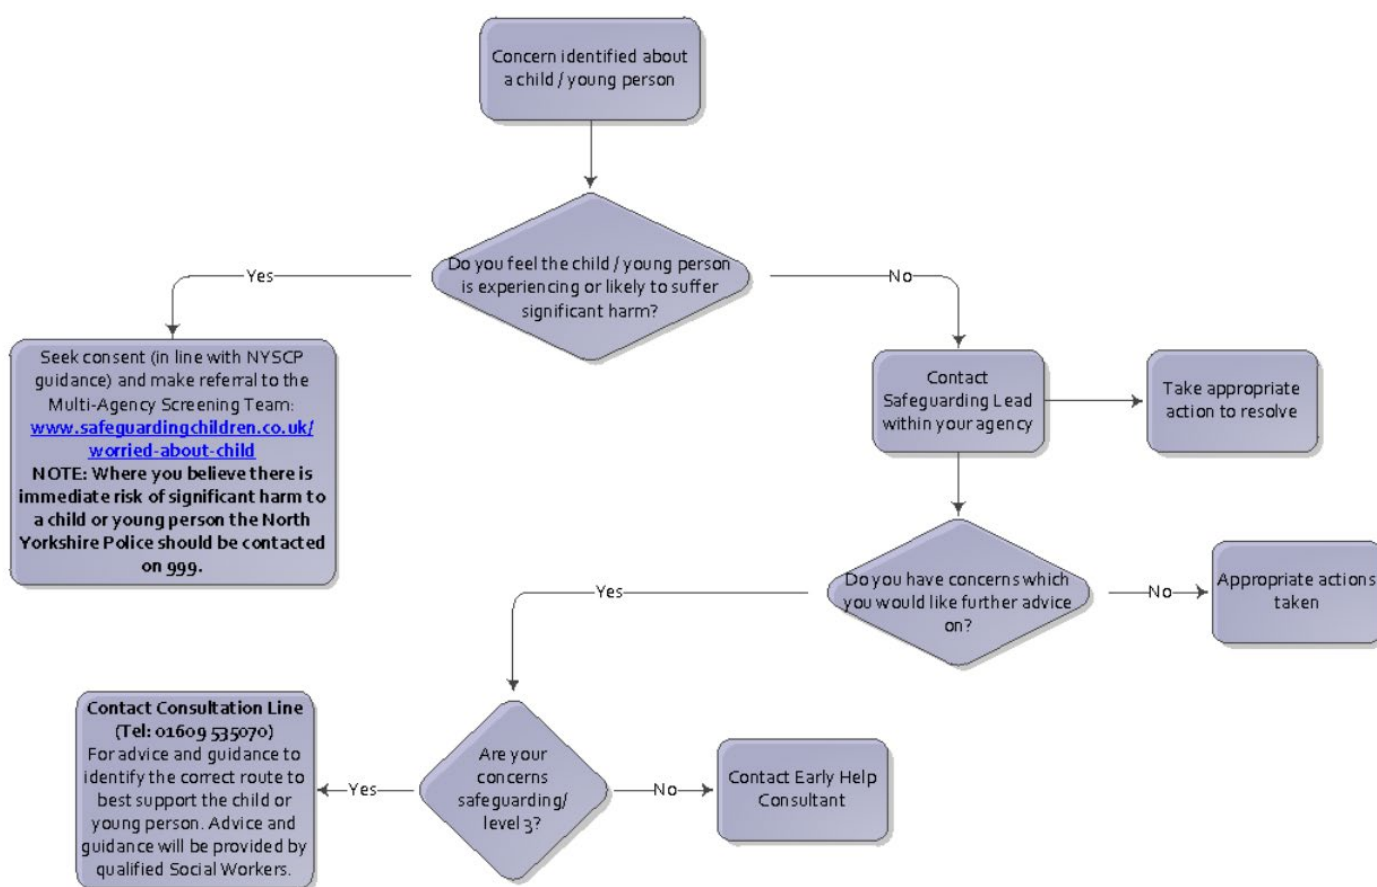 Concern identified about
a child / young person
Do you feel the child / young person
is experiencing or likely to suffer
significant harm?
Yes
No
Seek consent (in line with NYSCP
guidance) and make referral to the
Multi-Agency Screening Team:
www.safeguardingchildren.co.uk/
worried-about-child
NOTE: Where you believe there is
immediate risk of significant harm to
a child or young person the North
Yorkshire Police should be contacted
on 999.
Contact
Safeguarding Lead
within your agency
Take appropriate
action to resolve
Do you have concerns which
you would like further advice
on?
Yes
No
Appropriate actions
taken
Are your
concerns
safeguarding/
level 3?
Yes
No
Contact Consultation Line
(Tel: 01609 535070)
For advice and guidance to
identify the correct route to
best support the child or
young person. Advice and
guidance will be provided by
qualified Social Workers.
Contact Early Help
Consultant